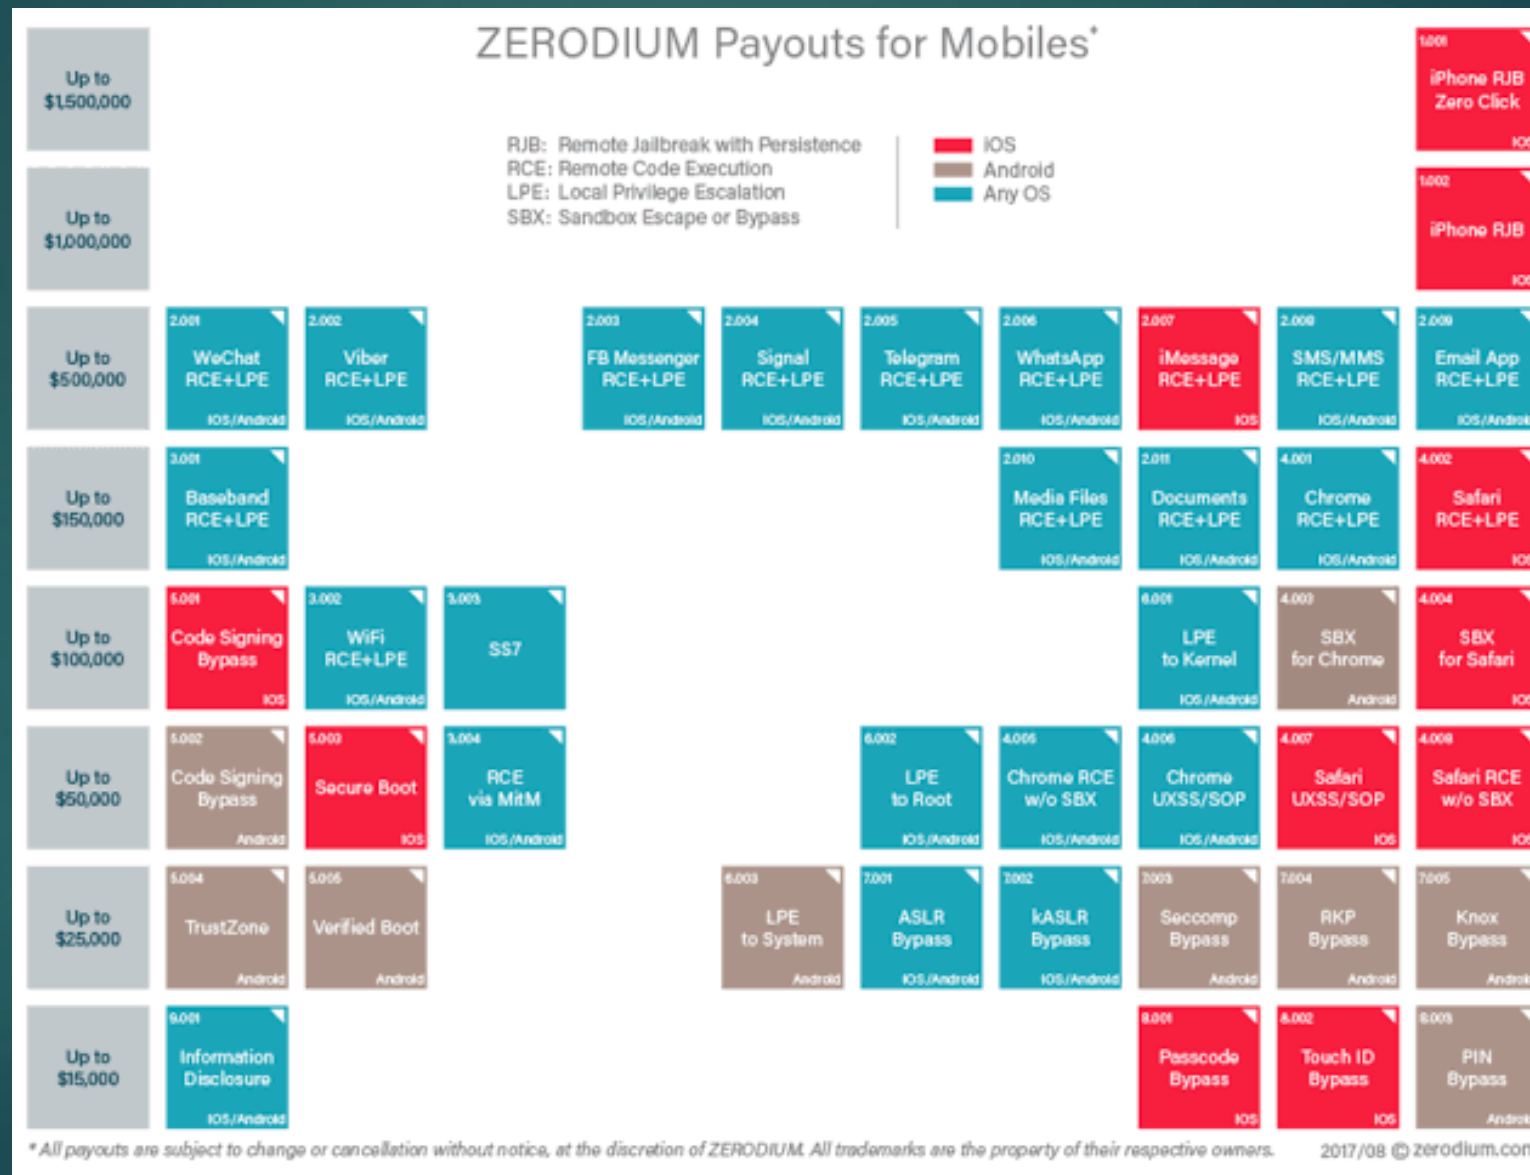 ZERODIUM Payouts for Mobiles*
RJB: Remote Jailbreak with Persistence
RCE: Remote Code Execution
LPE: Local Privilege Escalation
SBX: Sandbox Escape or Bypass
iOS
Android
Any OS
Up to
$1,500,000
1.001
iPhone RJB
Zero Click
iOS
Up to
$1,000,000
1.002
iPhone RJB
iOS
Up to
$500,000
2.001
WeChat
RCE+LPE
iOS/Android
2.002
Viber
RCE+LPE
iOS/Android
2.003
FB Messenger
RCE+LPE
iOS/Android
2.004
Signal
RCE+LPE
iOS/Android
2.005
Telegram
RCE+LPE
iOS/Android
2.006
WhatsApp
RCE+LPE
iOS/Android
2.007
iMessage
RCE+LPE
iOS
2.008
SMS/MMS
RCE+LPE
iOS/Android
2.009
Email App
RCE+LPE
iOS/Androi
Up to
$150,000
3.001
Baseband
RCE+LPE
iOS/Android
2.010
Media Files
RCE+LPE
iOS/Android
2.011
Documents
RCE+LPE
iOS/Android
4.001
Chrome
RCE+LPE
iOS/Android
4.002
Safari
RCE+LPE
iOS
Up to
$100,000
5.001
Code Signing
Bypass
iOS
3.002
WiFi
RCE+LPE
iOS/Android
3.003
SS7
6.001
LPE
to Kernel
iOS/Android
4.003
SBX
for Chrome
Android
4.004
SBX
for Safari
iOS
Up to
$50,000
5.002
Code Signing
Bypass
Android
5.003
Secure Boot
iOS
3.004
RCE
via MitM
iOS/Android
6.002
LPE
to Root
iOS/Android
4.005
Chrome RCE
w/o SBX
iOS/Android
4.006
Chrome
UXSS/SOP
iOS/Android
4.007
Safari
UXSS/SOP
iOS
4.008
Safari RCE
w/o SBX
iOS
Up to
$25,000
5.004
TrustZone
Android
5.005
Verified Boot
Android
6.003
LPE
to System
Android
7.001
ASLR
Bypass
iOS/Android
7.002
kASLR
Bypass
iOS/Android
7.003
Seccomp
Bypass
Android
7.004
RKP
Bypass
Android
7.005
Knox
Bypass
Androi
Up to
$15,000
9.001
Information
Disclosure
iOS/Android
8.001
Passcode
Bypass
iOS
8.002
Touch ID
Bypass
iOS
8.003
PIN
Bypass
Androi
* All payouts are subject to change or cancellation without notice, at the discretion of ZERODIUM. All trademarks are the property of their respective owners.
2017/08 © zerodium.com